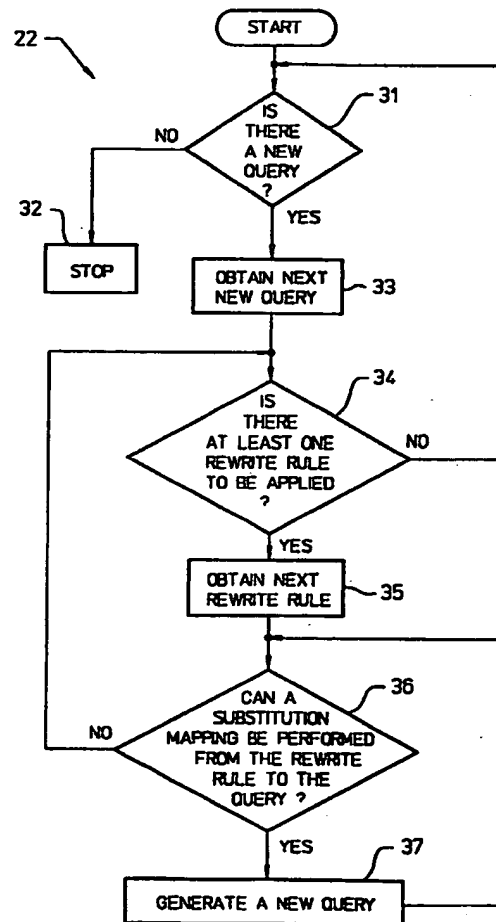 START
22
31
IS
THERE
A NEW
QUERY
?
NO
YES
32
STOP
OBTAIN NEXT
NEW QUERY
33
34
IS
THERE
AT LEAST ONE
REWRITE RULE
TO BE APPLIED
?
NO
YES
OBTAIN NEXT
REWRITE RULE
35
36
CAN A
SUBSTITUTION
MAPPING BE PERFORMED
FROM THE REWRITE
RULE TO THE
QUERY ?
NO
YES
37
GENERATE A NEW QUERY